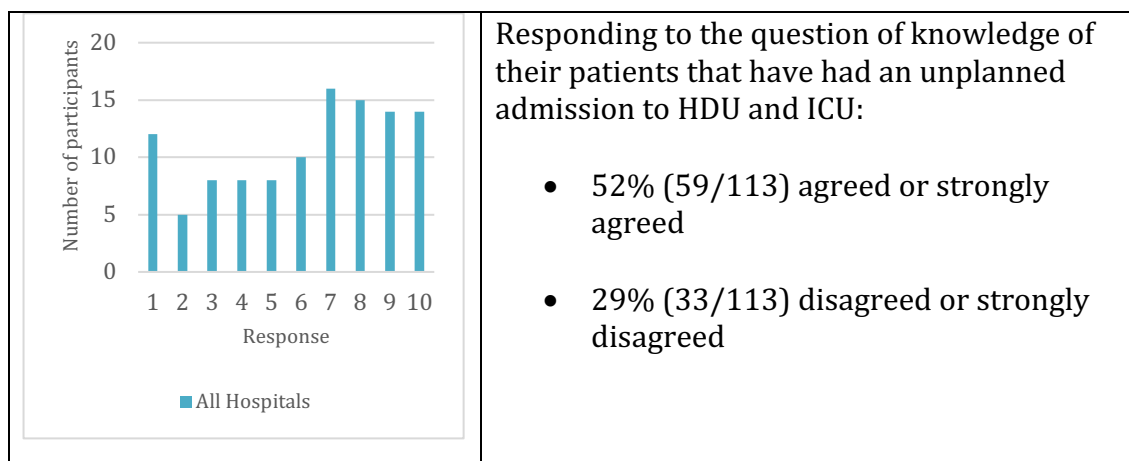 20
15
10
5
0
Number of participants
1 2 3 4 5 6 7 8 9 10
Response
All Hospitals
Responding to the question of knowledge of
their patients that have had an unplanned
admission to HDU and ICU:
• 52% (59/113) agreed or strongly
agreed
• 29% (33/113) disagreed or strongly
disagreed